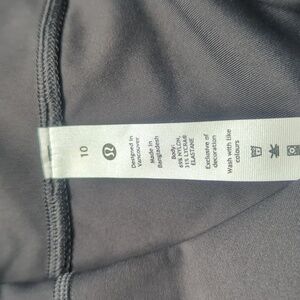 10
Designed in
Vancouver
Made in
Bangladesh
Body:
69% NYLON,
31% LYCRA®
ELASTANE
Exclusive of
decoration
Wash with like
colours